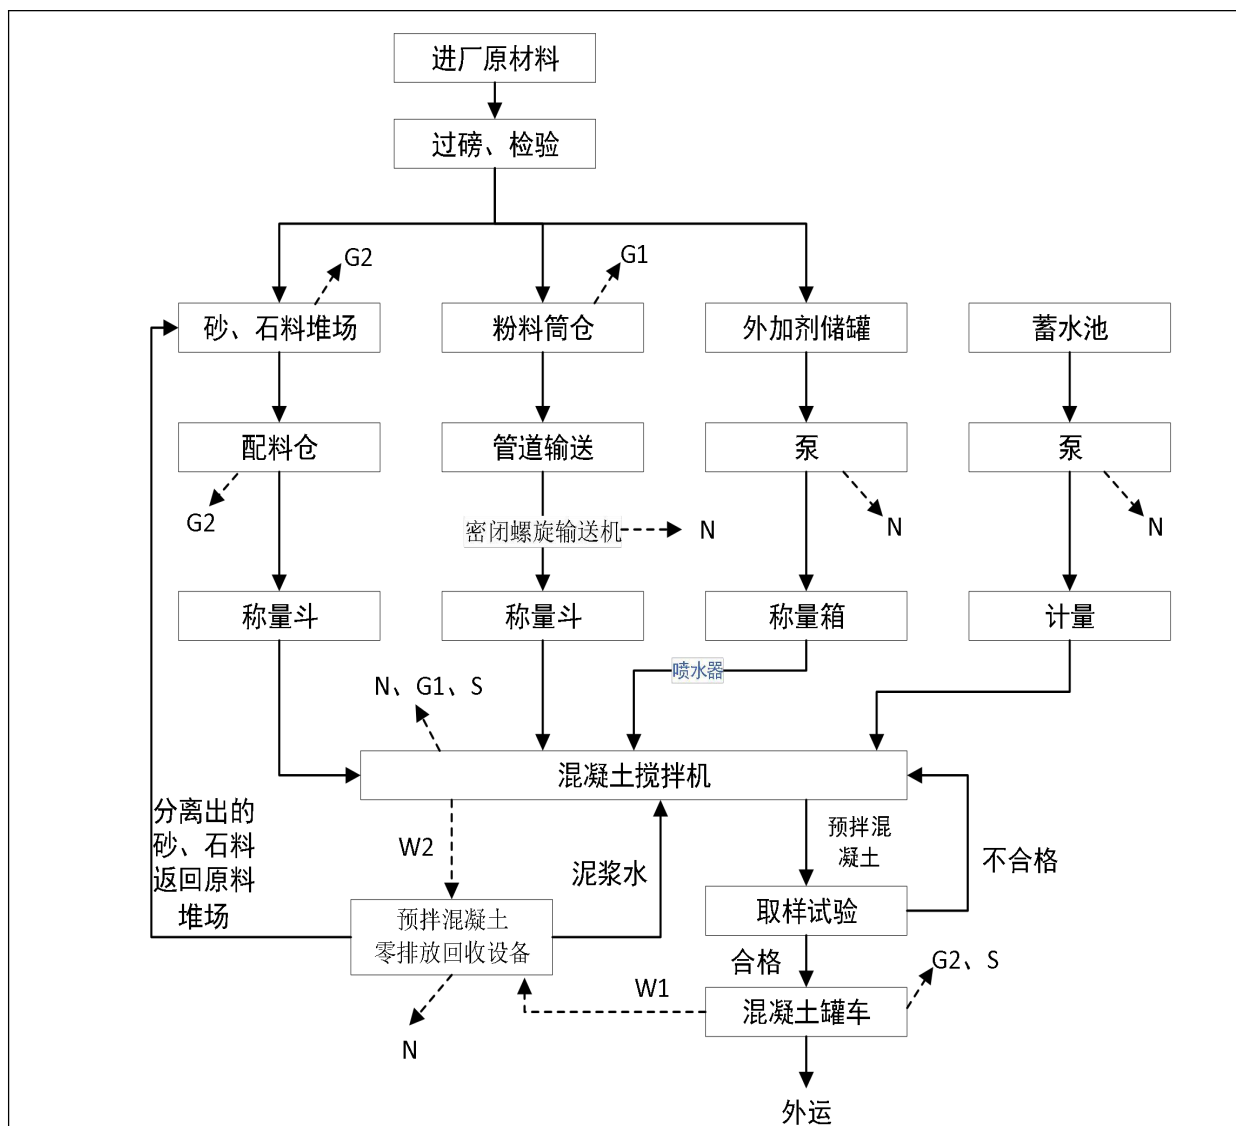 进厂原材料
过磅、检验
G2
G1
砂、石料堆场
粉料筒仓
外加剂储罐
蓄水池
配料仓
管道输送
泵
泵
G2
密闭螺旋输送机
N
N
N
称量斗
称量斗
称量箱
计量
喷水器
N、G1、S
混凝土搅拌机
分离出的
砂、石料
返回原料
堆场
W2
泥浆水
预拌混
凝土
不合格
预拌混凝土
零排放回收设备
取样试验
合格
G2、S
W1
混凝土罐车
N
外运